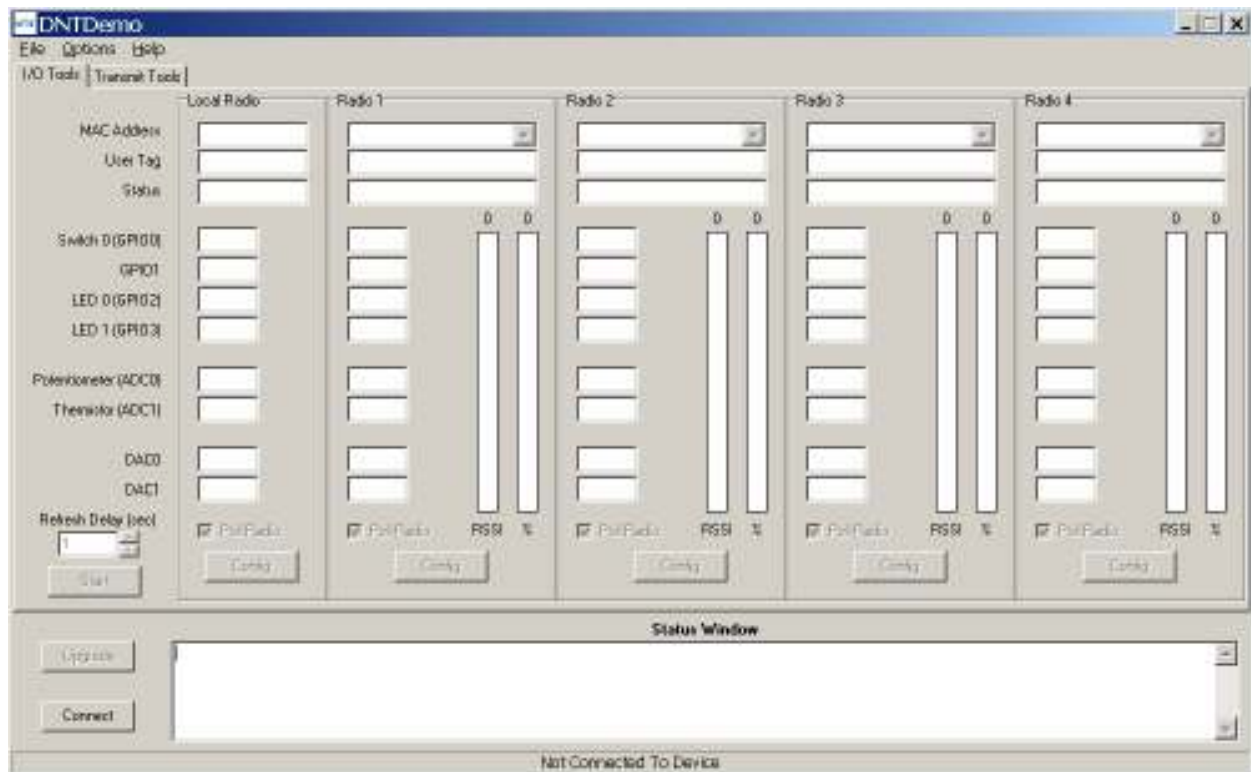 DNTDemo
File Options Help
I/O Tools Transmit Tools
Local Radio Radio 1 Radio 2 Radio 3 Radio 4
MAC Address
User Tag
Status
0 0 0 0 0 0 0 0
Switch 0 (GPIO0)
GPIO1
LED 0 (GPIO2)
LED 1 (GPIO3)
Potentiometer (ADC0)
Thermistor (ADC1)
DAC0
DAC1
Refresh Delay (sec)
1
Poll Radio Poll Radio RSSI % Poll Radio RSSI % Poll Radio RSSI % Poll Radio RSSI %
Start Config Config Config Config Config
Status Window
Upgrade
Connect
Not Connected To Device